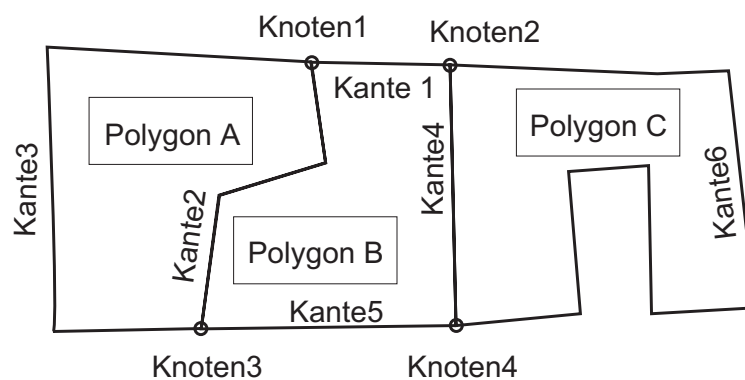 Knoten1
Knoten2
Kante 1
Polygon A
Polygon C
Kante3
Kante4
Kante6
Kante2
Polygon B
Kante5
Knoten3
Knoten4